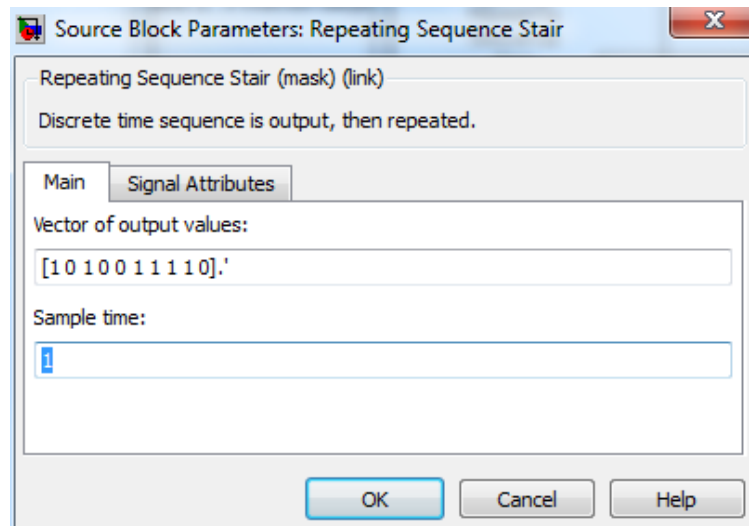 Source Block Parameters: Repeating Sequence Stair
Repeating Sequence Stair (mask) (link)
Discrete time sequence is output, then repeated.
Main Signal Attributes
Vector of output values:
[1 0 1 0 0 1 1 1 1 0].'
Sample time:
1
OK Cancel Help